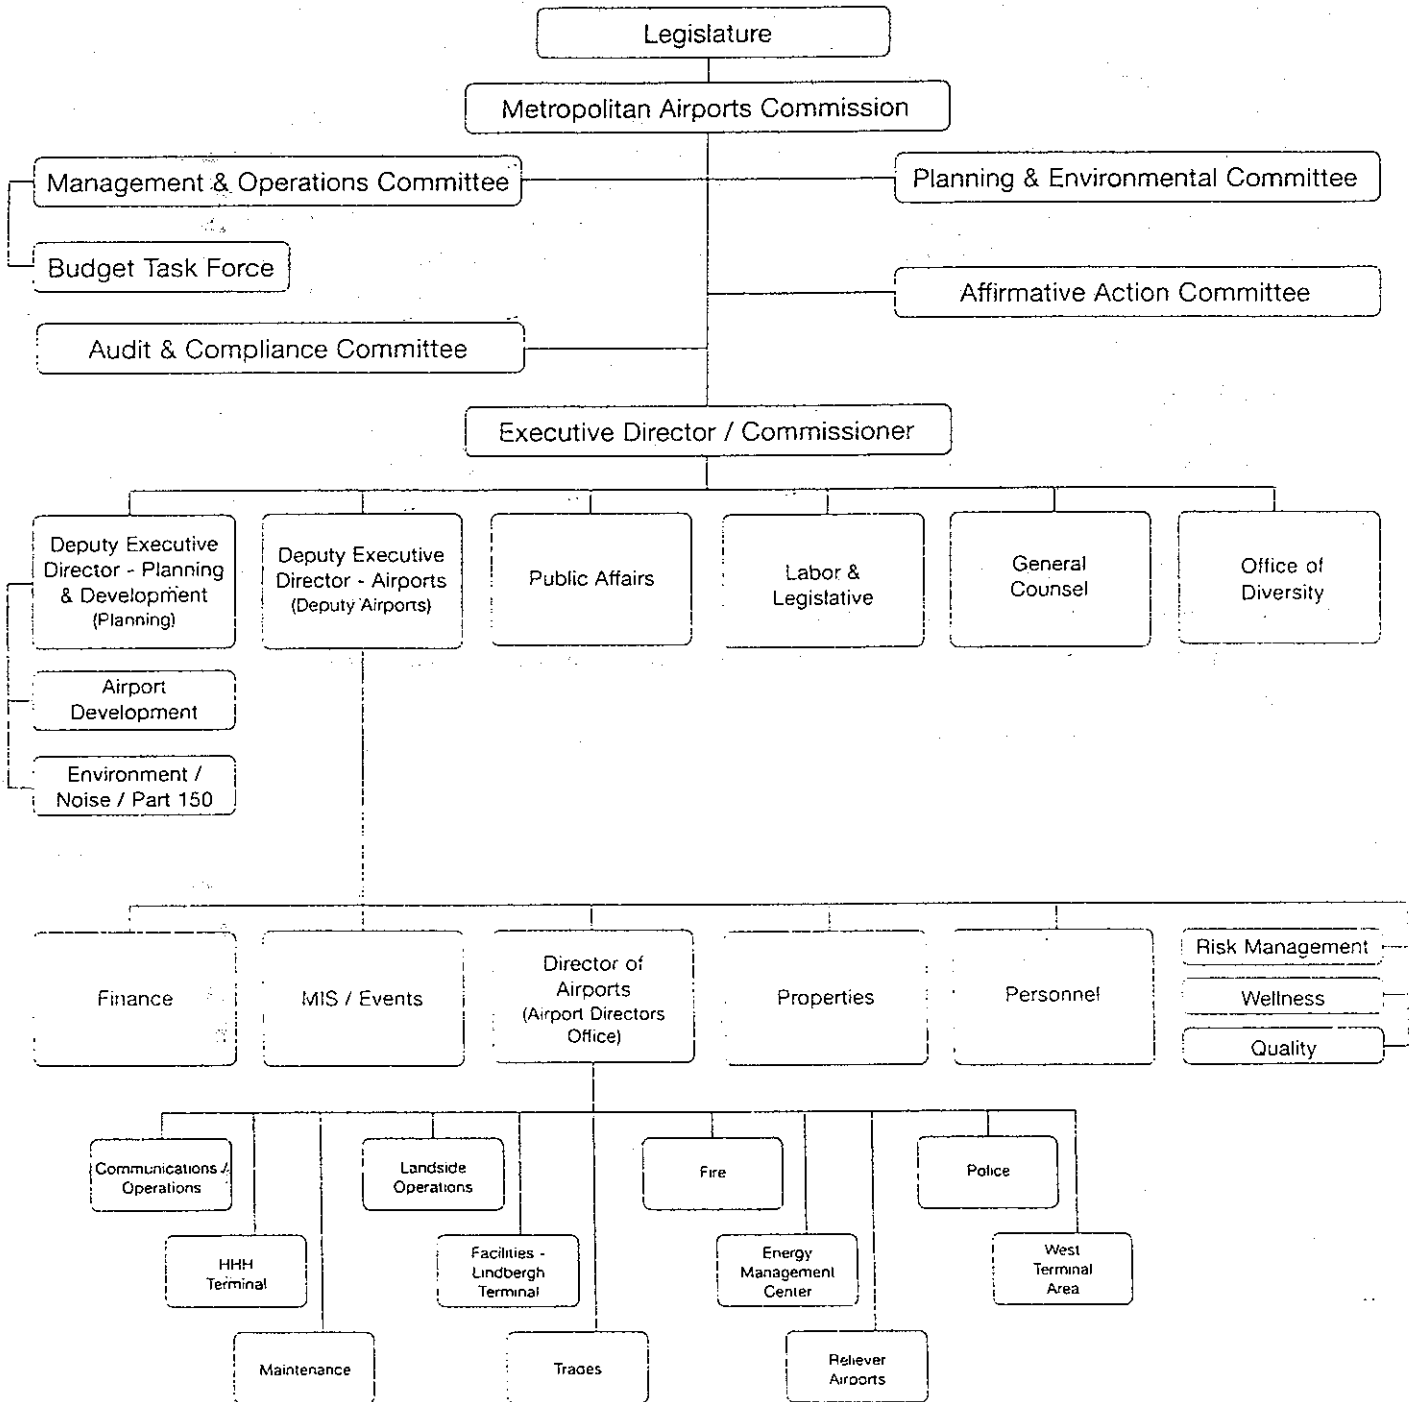 Legislature
Metropolitan Airports Commission
Management & Operations Committee
Planning & Environmental Committee
Budget Task Force
Affirmative Action Committee
Audit & Compliance Committee
Executive Director / Commissioner
Deputy Executive
Director - Planning
& Development
(Planning)
Deputy Executive
Director - Airports
(Deputy Airports)
Public Affairs
Labor &
Legislative
General
Counsel
Office of
Diversity
Airport
Development
Environment /
Noise / Part 150
Finance
MIS / Events
Director of
Airports
(Airport Directors
Office)
Properties
Personnel
Risk Management
Wellness
Quality
Communications /
Operations
Landside
Operations
Fire
Police
HHH
Terminal
Facilities -
Lindbergh
Terminal
Energy
Management
Center
West
Terminal
Area
Maintenance
Trades
Reliever
Airports